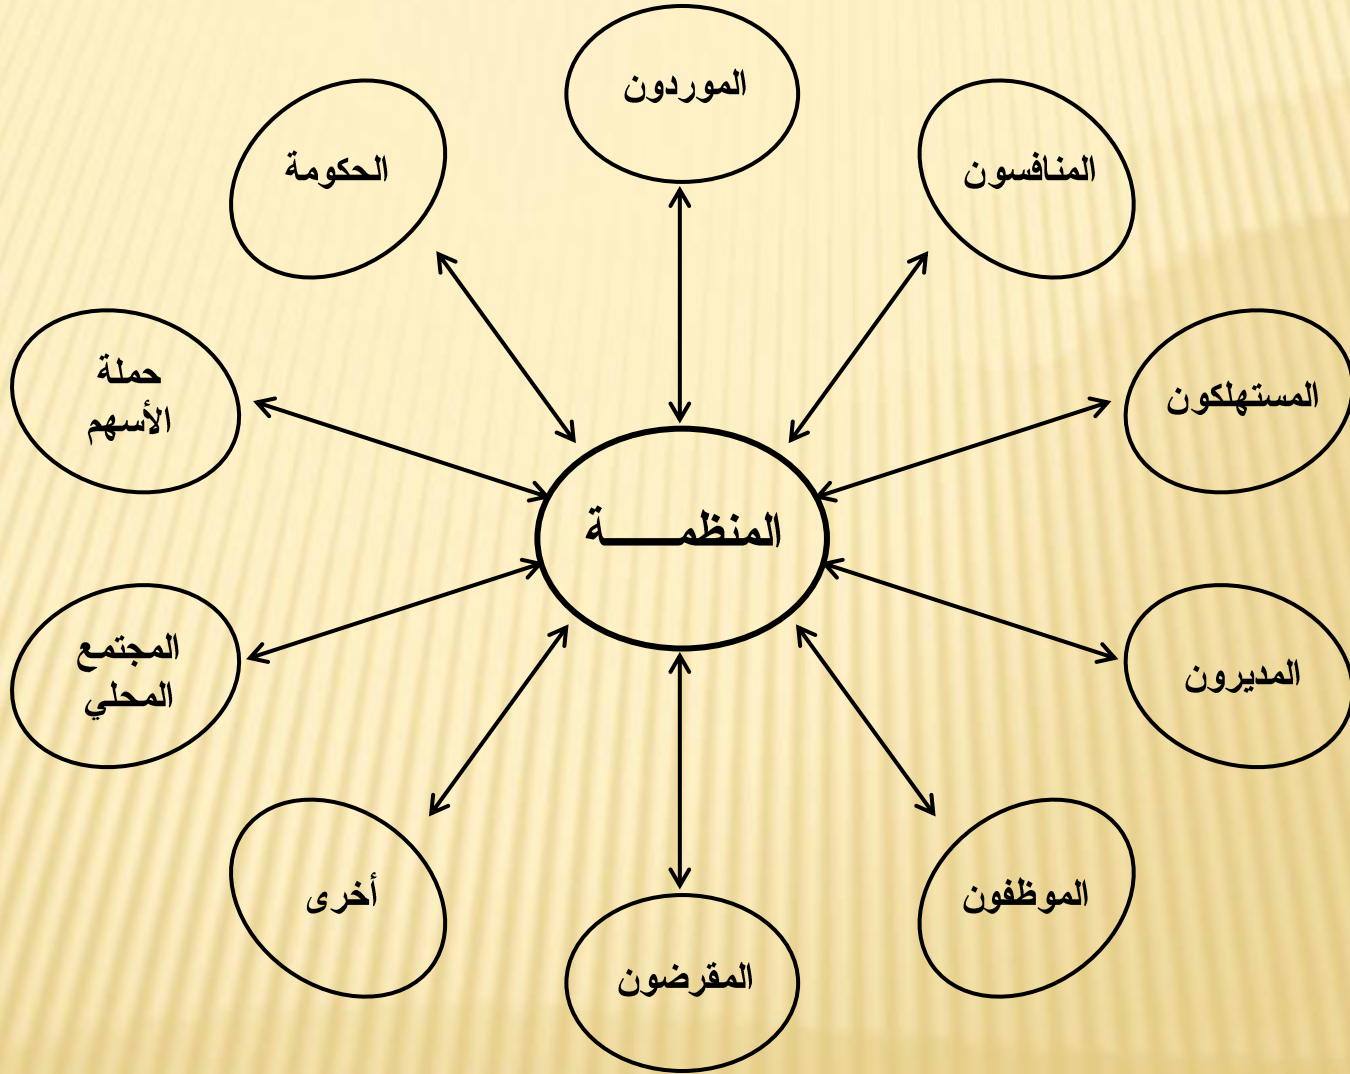 الموردون
المنافسون
الحكومة
المستهلكون
حملة
الأسهم
المنظمـــــة
المديرون
المجتمع
المحلي
الموظفون
أخرى
المقرضون